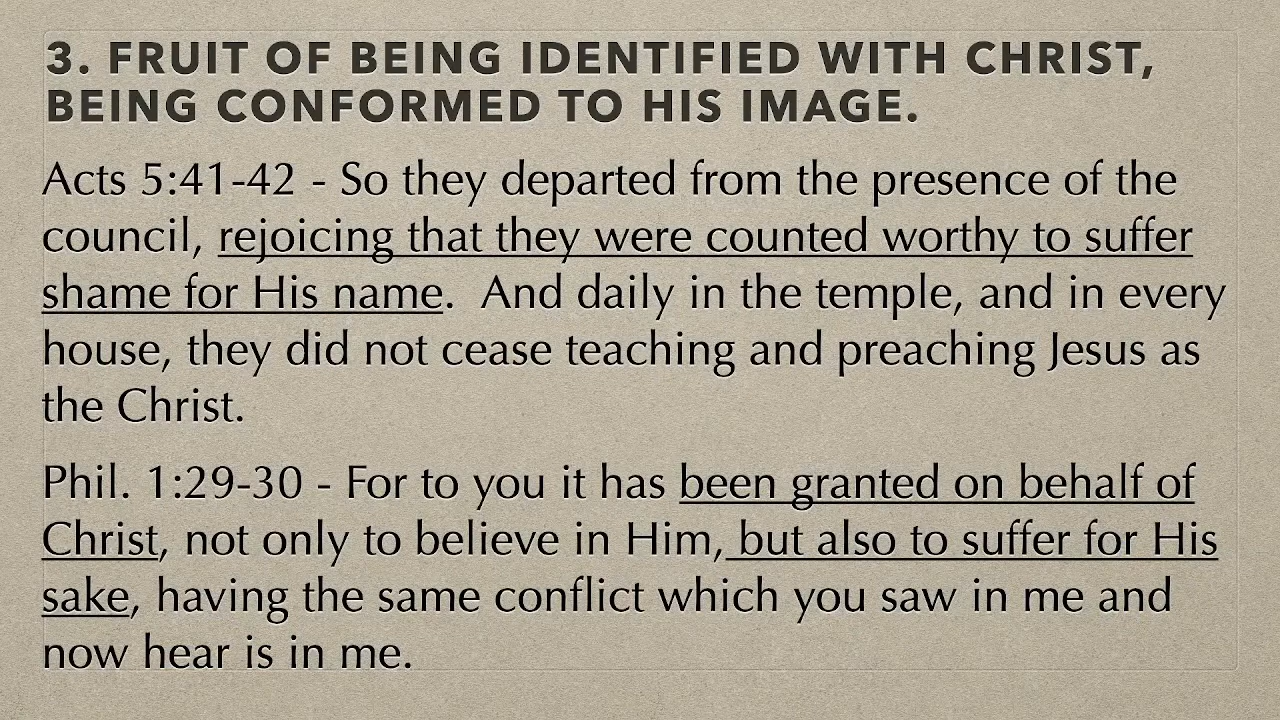 3. FRUIT OF BEING IDENTIFIED WITH CHRIST,
BEING CONFORMED TO HIS IMAGE.
Acts 5:41-42 - So they departed from the presence of the
council, rejoicing that they were counted worthy to suffer
shame for His name.  And daily in the temple, and in every
house, they did not cease teaching and preaching Jesus as
the Christ.
Phil. 1:29-30 - For to you it has been granted on behalf of
Christ, not only to believe in Him, but also to suffer for His
sake, having the same conflict which you saw in me and
now hear is in me.